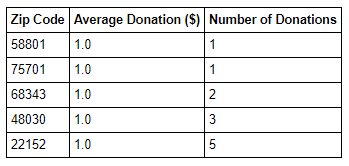 Zip Code Average Donation ($) Number of Donations
58801 1.0 1
75701 1.0 1
68343 1.0 2
48030 1.0 3
22152 1.0 5